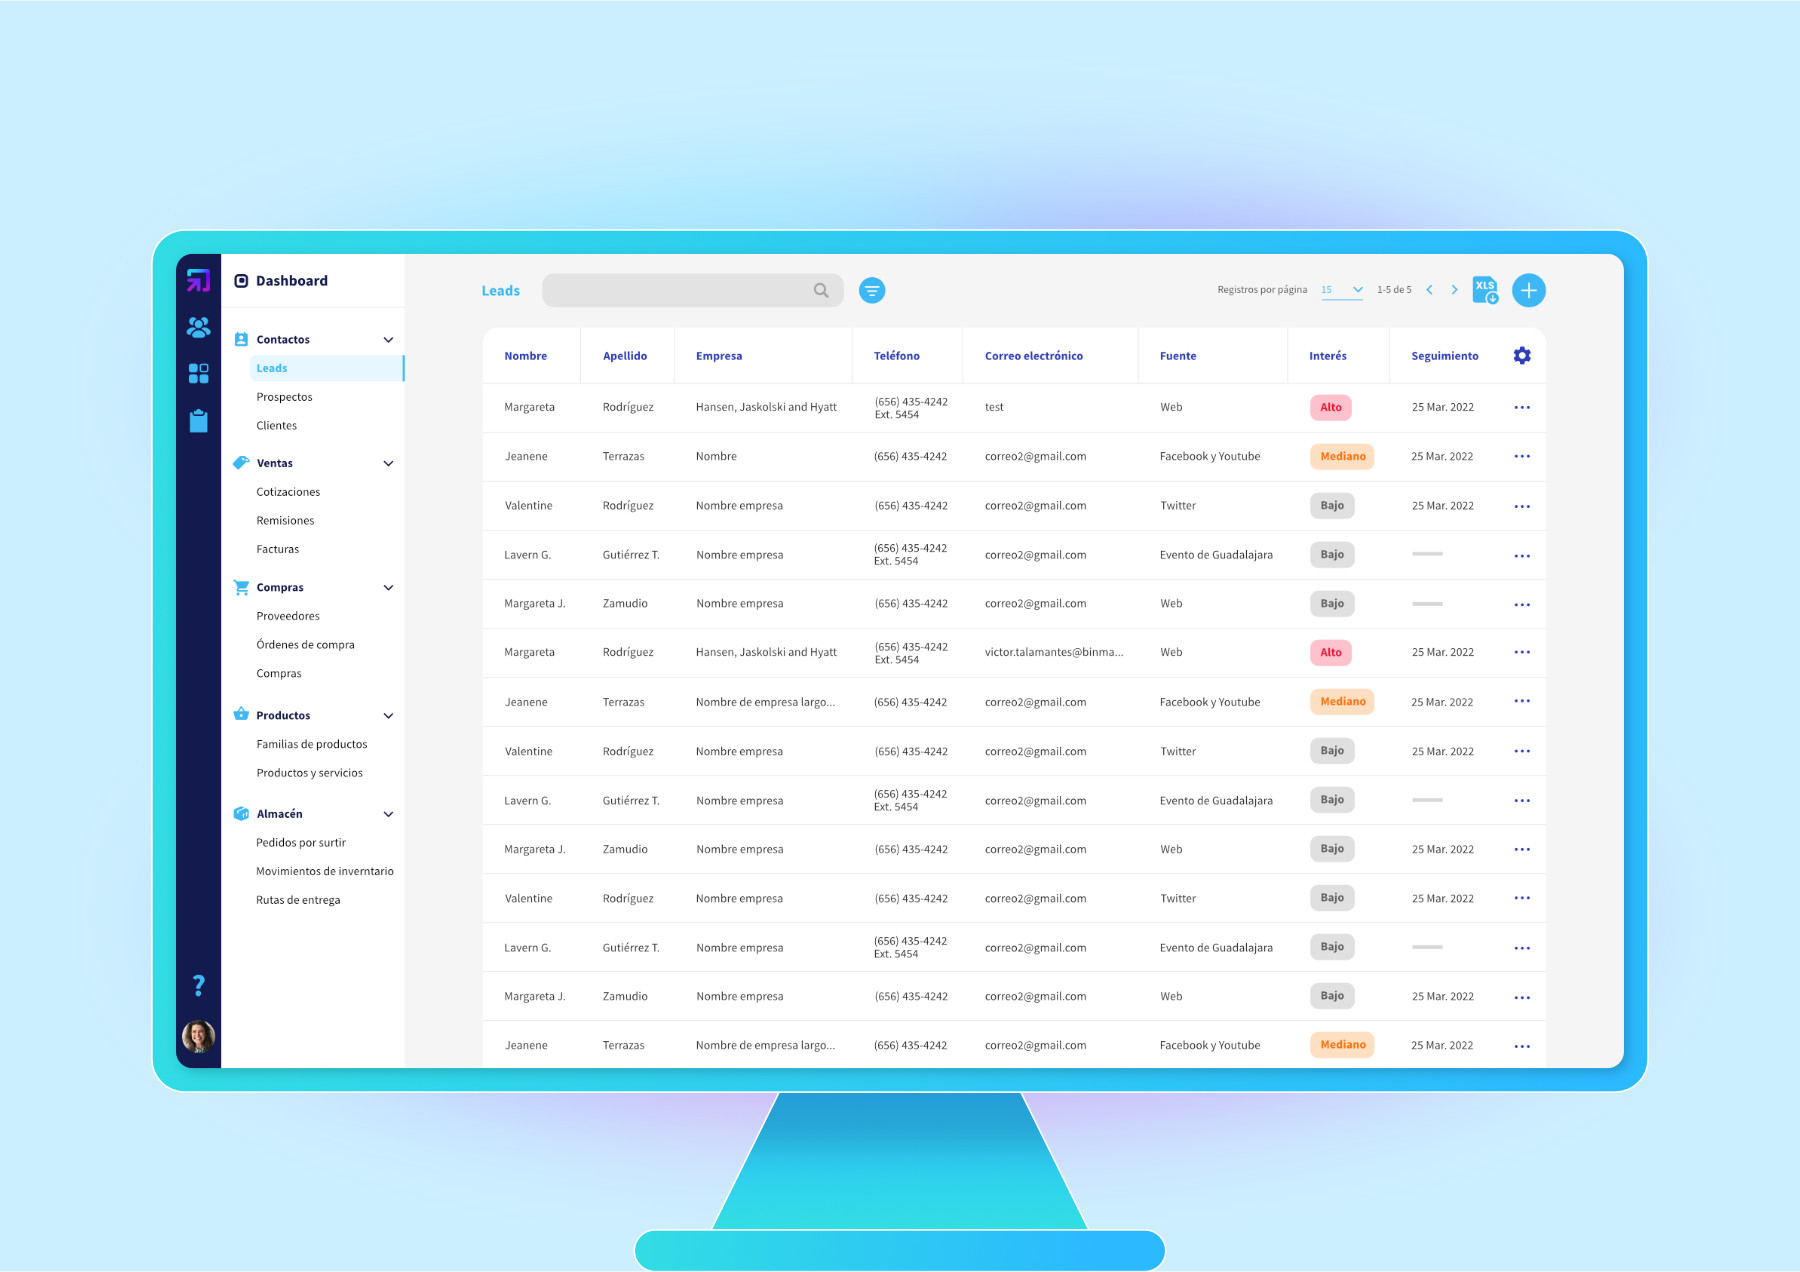 Dashboard
Contactos
Leads
Prospectos
Clientes
Ventas
Cotizaciones
Remisiones
Facturas
Compras
Proveedores
Órdenes de compra
Compras
Productos
Familias de productos
Productos y servicios
Almacén
Pedidos por surtir
Movimientos de inverntario
Rutas de entrega
?
Leads
Registros por página 15 1-5 de 5 XLS
Nombre Apellido Empresa Teléfono Correo electrónico Fuente Interés Seguimiento
Margareta Rodríguez Hansen, Jaskolski and Hyatt (656) 435-4242 Ext. 5454 test Web Alto 25 Mar. 2022
Jeanene Terrazas Nombre (656) 435-4242 correo2@gmail.com Facebook y Youtube Mediano 25 Mar. 2022
Valentine Rodríguez Nombre empresa (656) 435-4242 correo2@gmail.com Twitter Bajo 25 Mar. 2022
Lavern G. Gutiérrez T. Nombre empresa (656) 435-4242 Ext. 5454 correo2@gmail.com Evento de Guadalajara Bajo
Margareta J. Zamudio Nombre empresa (656) 435-4242 correo2@gmail.com Web Bajo
Margareta Rodríguez Hansen, Jaskolski and Hyatt (656) 435-4242 Ext. 5454 victor.talamantes@binma... Web Alto 25 Mar. 2022
Jeanene Terrazas Nombre de empresa largo... (656) 435-4242 correo2@gmail.com Facebook y Youtube Mediano 25 Mar. 2022
Valentine Rodríguez Nombre empresa (656) 435-4242 correo2@gmail.com Twitter Bajo 25 Mar. 2022
Lavern G. Gutiérrez T. Nombre empresa (656) 435-4242 Ext. 5454 correo2@gmail.com Evento de Guadalajara Bajo
Margareta J. Zamudio Nombre empresa (656) 435-4242 correo2@gmail.com Web Bajo 25 Mar. 2022
Valentine Rodríguez Nombre empresa (656) 435-4242 correo2@gmail.com Twitter Bajo 25 Mar. 2022
Lavern G. Gutiérrez T. Nombre empresa (656) 435-4242 Ext. 5454 correo2@gmail.com Evento de Guadalajara Bajo
Margareta J. Zamudio Nombre empresa (656) 435-4242 correo2@gmail.com Web Bajo 25 Mar. 2022
Jeanene Terrazas Nombre de empresa largo... (656) 435-4242 correo2@gmail.com Facebook y Youtube Mediano 25 Mar. 2022